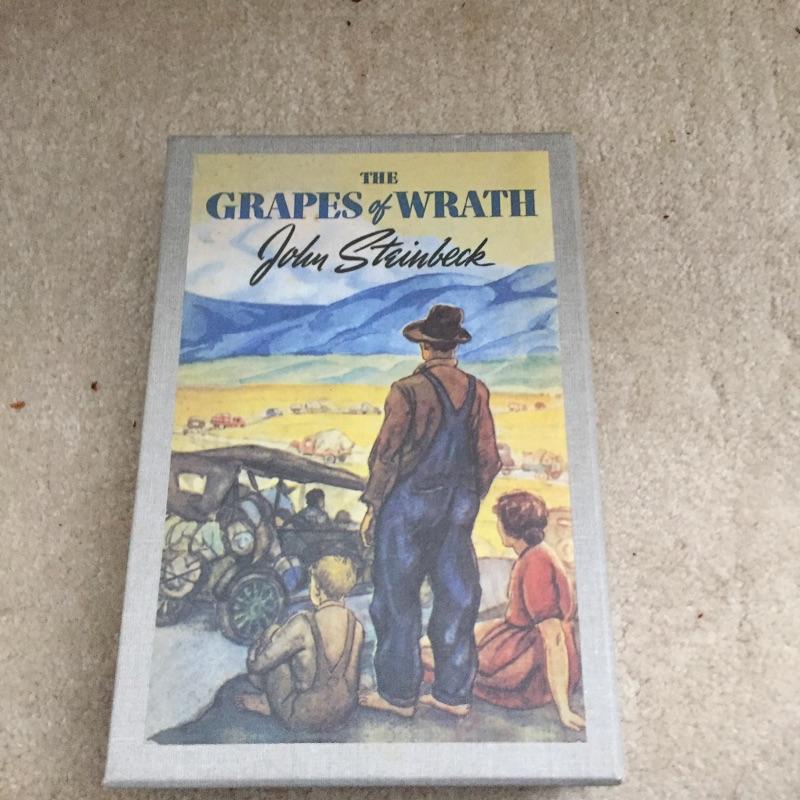 THE
GRAPES of WRATH
John Steinbeck